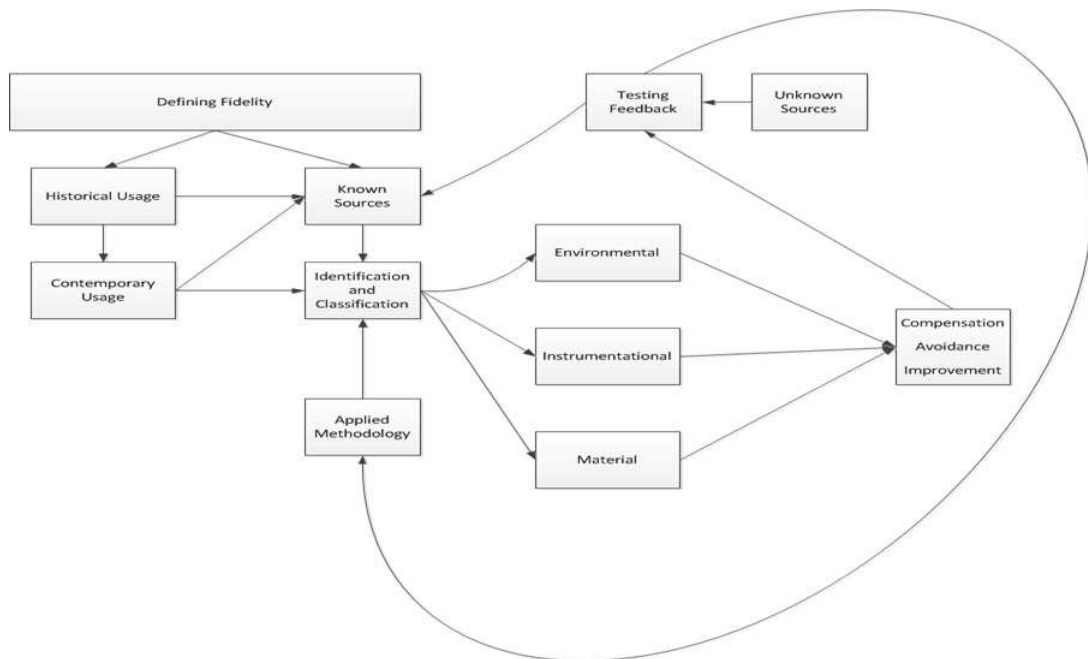 Defining Fidelity
Testing
Feedback
Unknown
Sources
Historical Usage
Known
Sources
Contemporary
Usage
Identification
and
Classification
Environmental
Instrumentational
Compensation
Avoidance
Improvement
Applied
Methodology
Material